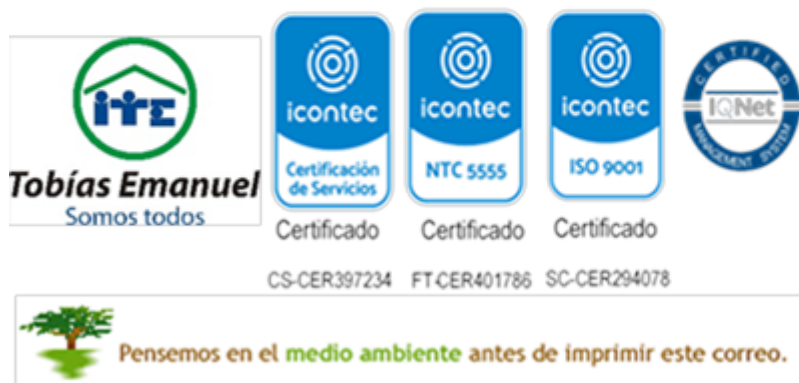 iTE
Tobías Emanuel
Somos todos
icontec
Certificación
de Servicios
Certificado
CS-CER397234
icontec
NTC 5555
Certificado
FT-CER401786
icontec
ISO 9001
Certificado
SC-CER294078
CERTIFIED
IQNet
MANAGEMENT SYSTEM
Pensemos en el medio ambiente antes de imprimir este correo.